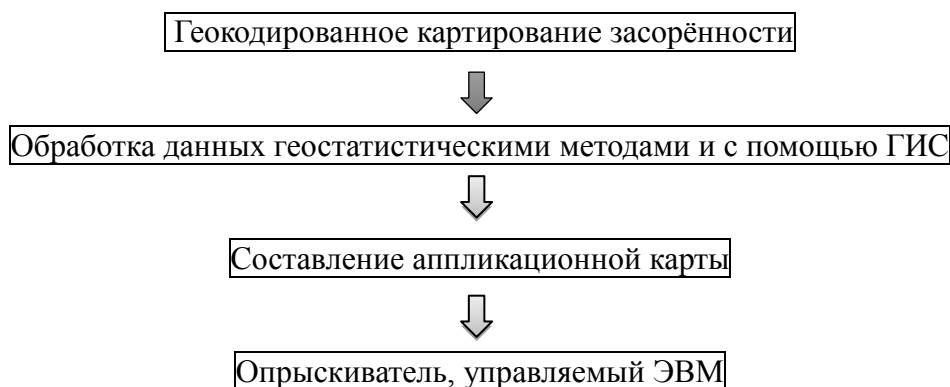 Геокодированное картирование засорённости
Обработка данных геостатистическими методами и с помощью ГИС
Составление аппликационной карты
Опрыскиватель, управляемый ЭВМ